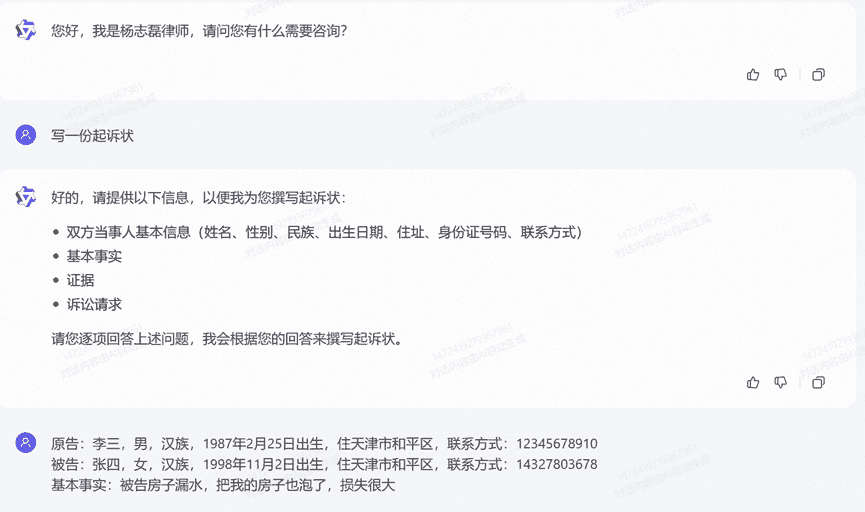 您好，我是杨志磊律师，请问您有什么需要咨询？
写一份起诉状
好的，请提供以下信息，以便我为您撰写起诉状：
双方当事人基本信息（姓名、性别、民族、出生日期、住址、身份证号码、联系方式）
基本事实
证据
诉讼请求
请您逐项回答上述问题，我会根据您的回答来撰写起诉状。
原告：李三，男，汉族，1987年2月25日出生，住天津市和平区，联系方式：12345678910
被告：张四，女，汉族，1998年11月2日出生，住天津市和平区，联系方式：14327803678
基本事实：被告房子漏水，把我的房子也泡了，损失很大